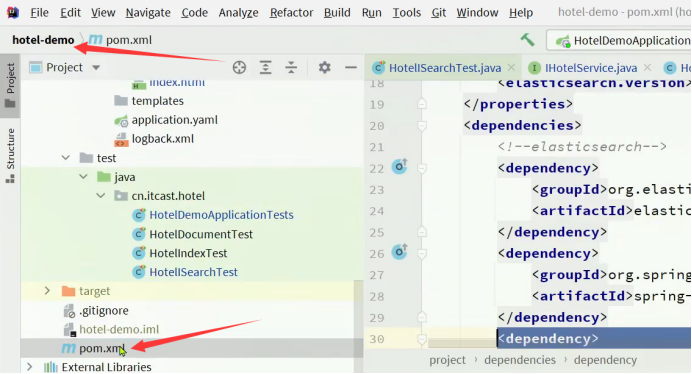 File Edit View Navigate Code Analyze Refactor Build Run Tools Git Window Help hotel-demo - pom.xml (ho
hotel-demo pom.xml HotelDemoApplication
Project
Structure
Project
index.html
templates
application.yaml
logback.xml
test
java
cn.itcast.hotel
HotelDemoApplicationTests
HotelDocumentTest
HotelIndexTest
HotelISearchTest
target
.gitignore
hotel-demo.iml
pom.xml
External Libraries
HotelISearchTest.java IHotelService.java Ho
18 <elasticsearch.version>
19 </properties>
20 <dependencies>
21 <!--elasticsearch-->
22 <dependency>
23 <groupId>org.elasti
24 <artifactId>elastic
25 </dependency>
26 <dependency>
27 <groupId>org.spring
28 <artifactId>spring-
29 </dependency>
30 <dependency>
project › dependencies › dependency